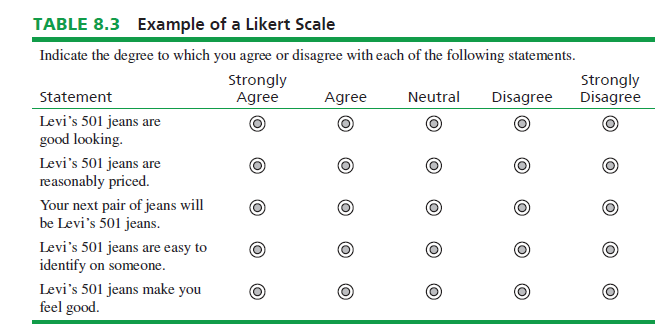 TABLE 8.3 Example of a Likert Scale
Indicate the degree to which you agree or disagree with each of the following statements.
Statement Strongly Agree Agree Neutral Disagree Strongly Disagree
Levi’s 501 jeans are
good looking.
Levi’s 501 jeans are
reasonably priced.
Your next pair of jeans will
be Levi’s 501 jeans.
Levi’s 501 jeans are easy to
identify on someone.
Levi’s 501 jeans make you
feel good.